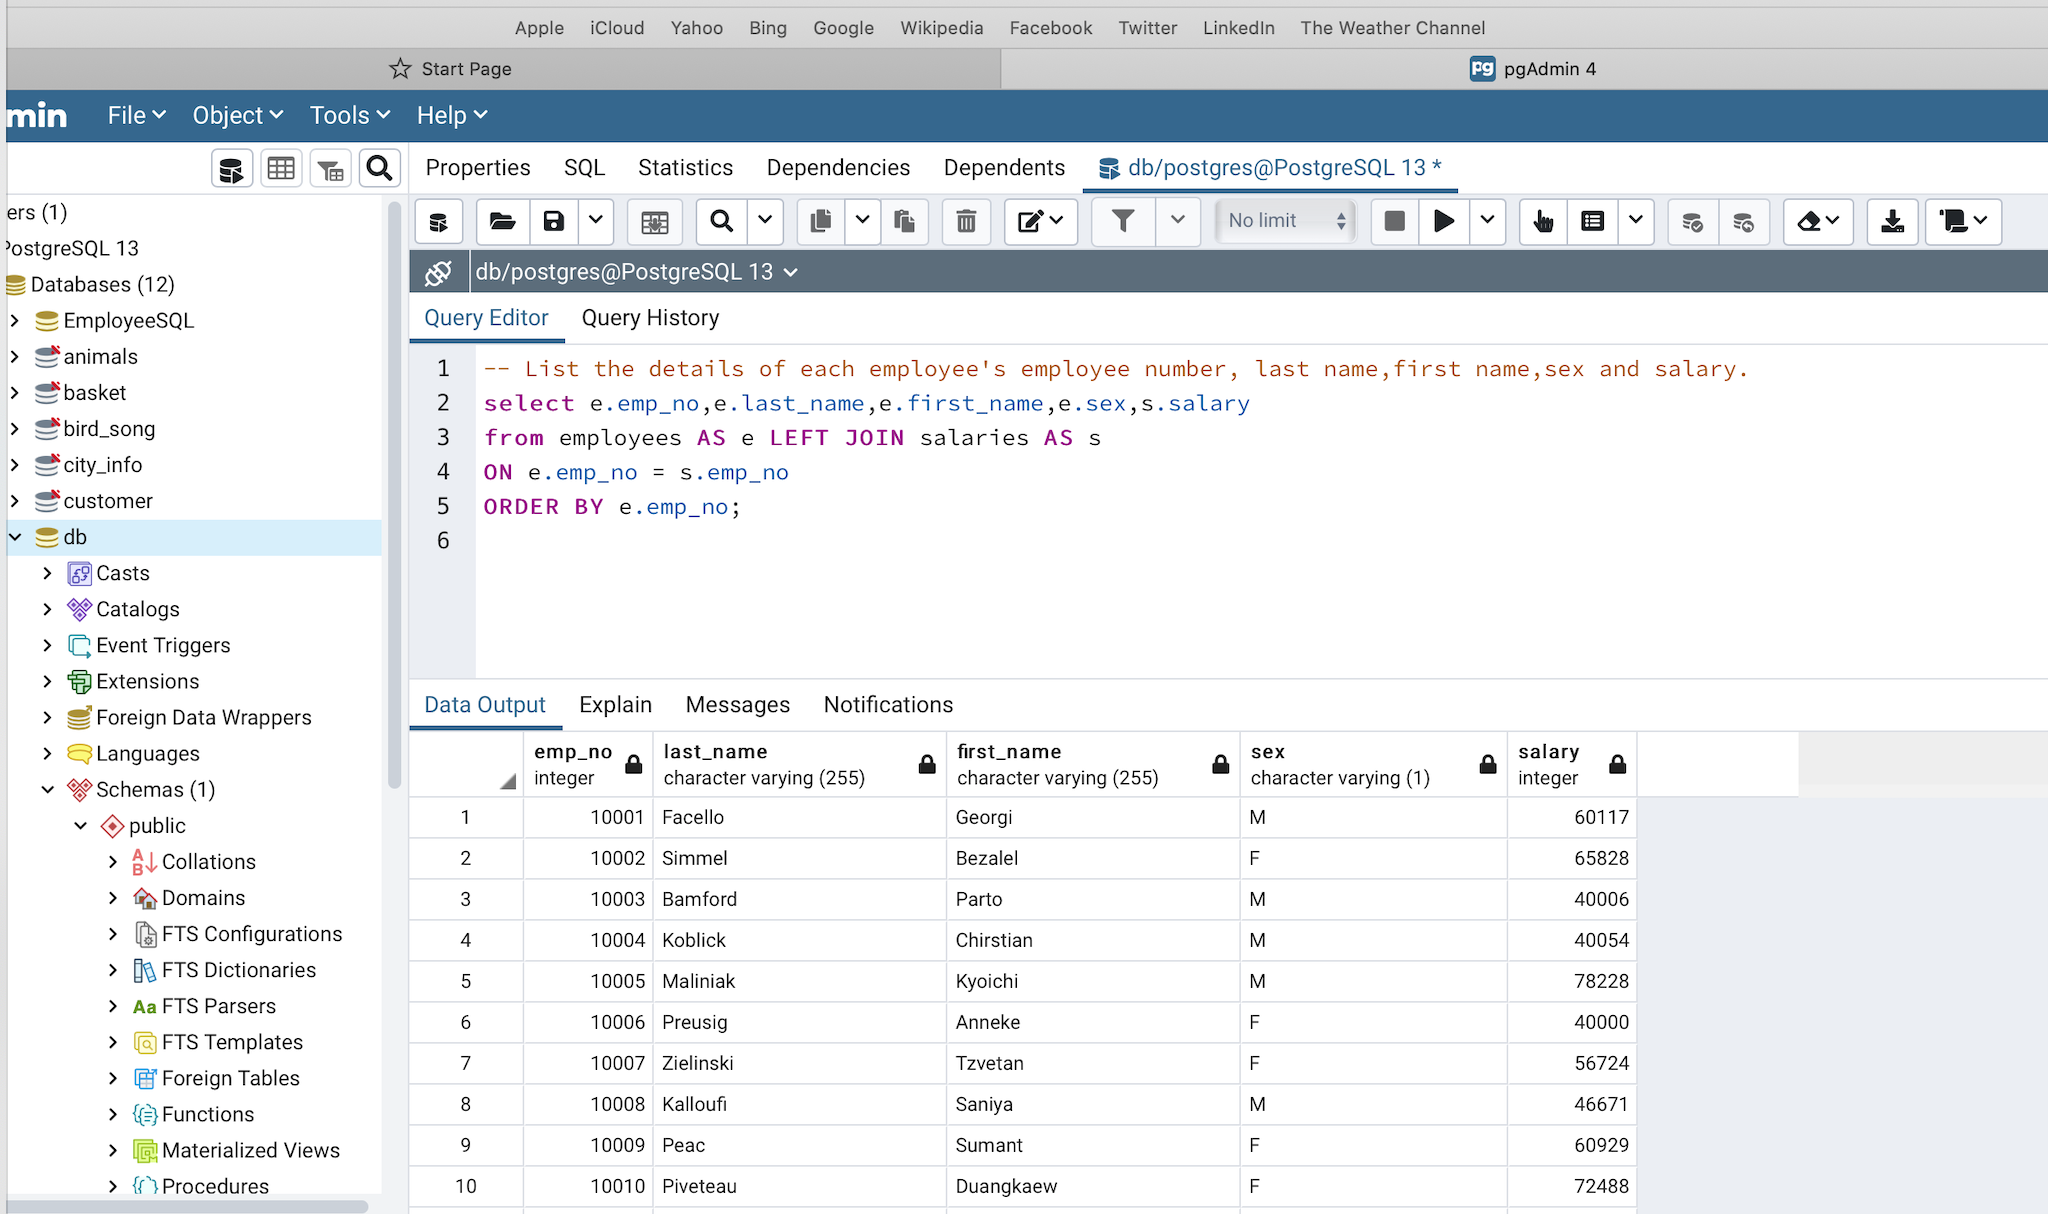 Apple iCloud Yahoo Bing Google Wikipedia Facebook Twitter LinkedIn The Weather Channel
Start Page
pg pgAdmin 4
min File Object Tools Help
Properties SQL Statistics Dependencies Dependents db/postgres@PostgreSQL 13 *
No limit
db/postgres@PostgreSQL 13
Query Editor Query History
1 -- List the details of each employee's employee number, last name,first name,sex and salary.
2 select e.emp_no,e.last_name,e.first_name,e.sex,s.salary
3 from employees AS e LEFT JOIN salaries AS s
4 ON e.emp_no = s.emp_no
5 ORDER BY e.emp_no;
6
ers (1)
PostgreSQL 13
Databases (12)
EmployeeSQL
animals
basket
bird_song
city_info
customer
db
Casts
Catalogs
Event Triggers
Extensions
Foreign Data Wrappers
Languages
Schemas (1)
public
Collations
Domains
FTS Configurations
FTS Dictionaries
Aa FTS Parsers
FTS Templates
Foreign Tables
Functions
Materialized Views
Procedures
Data Output Explain Messages Notifications
emp_no last_name first_name sex salary
integer character varying (255) character varying (255) character varying (1) integer
1 10001 Facello Georgi M 60117
2 10002 Simmel Bezalel F 65828
3 10003 Bamford Parto M 40006
4 10004 Koblick Chirstian M 40054
5 10005 Maliniak Kyoichi M 78228
6 10006 Preusig Anneke F 40000
7 10007 Zielinski Tzvetan F 56724
8 10008 Kalloufi Saniya M 46671
9 10009 Peac Sumant F 60929
10 10010 Piveteau Duangkaew F 72488